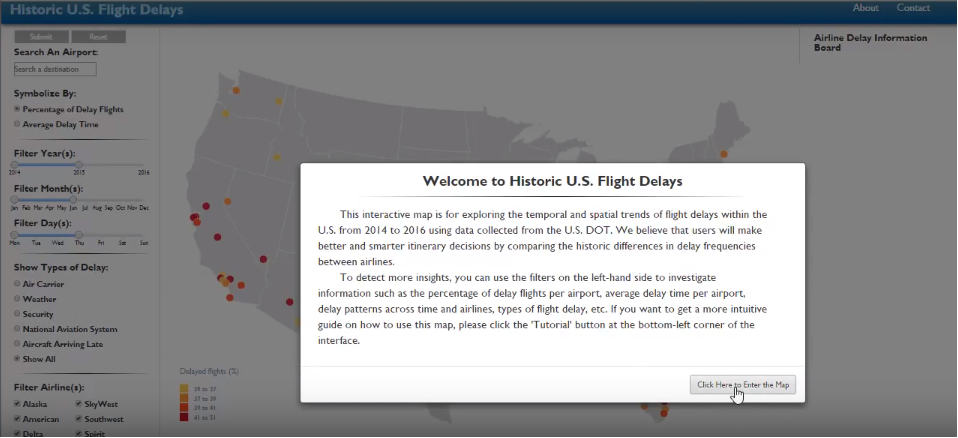 Historic U.S. Flight Delays
About
Contact
Submit
Reset
Search An Airport:
Search a destination
Symbolize By:
Percentage of Delay Flights
Average Delay Time
Filter Year(s):
2014 2015 2016
Filter Month(s):
Jan Feb Mar Apr May Jun Jul Aug Sep Oct Nov Dec
Filter Day(s):
Mon Tue Wed Thu Fri Sat Sun
Show Types of Delay:
Air Carrier
Weather
Security
National Aviation System
Aircraft Arriving Late
Show All
Filter Airline(s):
Alaska SkyWest
American Southwest
Delta Spirit
Airline Delay Information
Board
Welcome to Historic U.S. Flight Delays
This interactive map is for exploring the temporal and spatial trends of flight delays within the
U.S. from 2014 to 2016 using data collected from the U.S. DOT. We believe that users will make
better and smarter itinerary decisions by comparing the historic differences in delay frequencies
between airlines.
To detect more insights, you can use the filters on the left-hand side to investigate
information such as the percentage of delay flights per airport, average delay time per airport,
delay patterns across time and airlines, types of flight delay, etc. If you want to get a more intuitive
guide on how to use this map, please click the 'Tutorial' button at the bottom-left corner of the
interface.
Click Here to Enter the Map
Delayed flights (%)
37 to 39
39 to 41
41 to 51